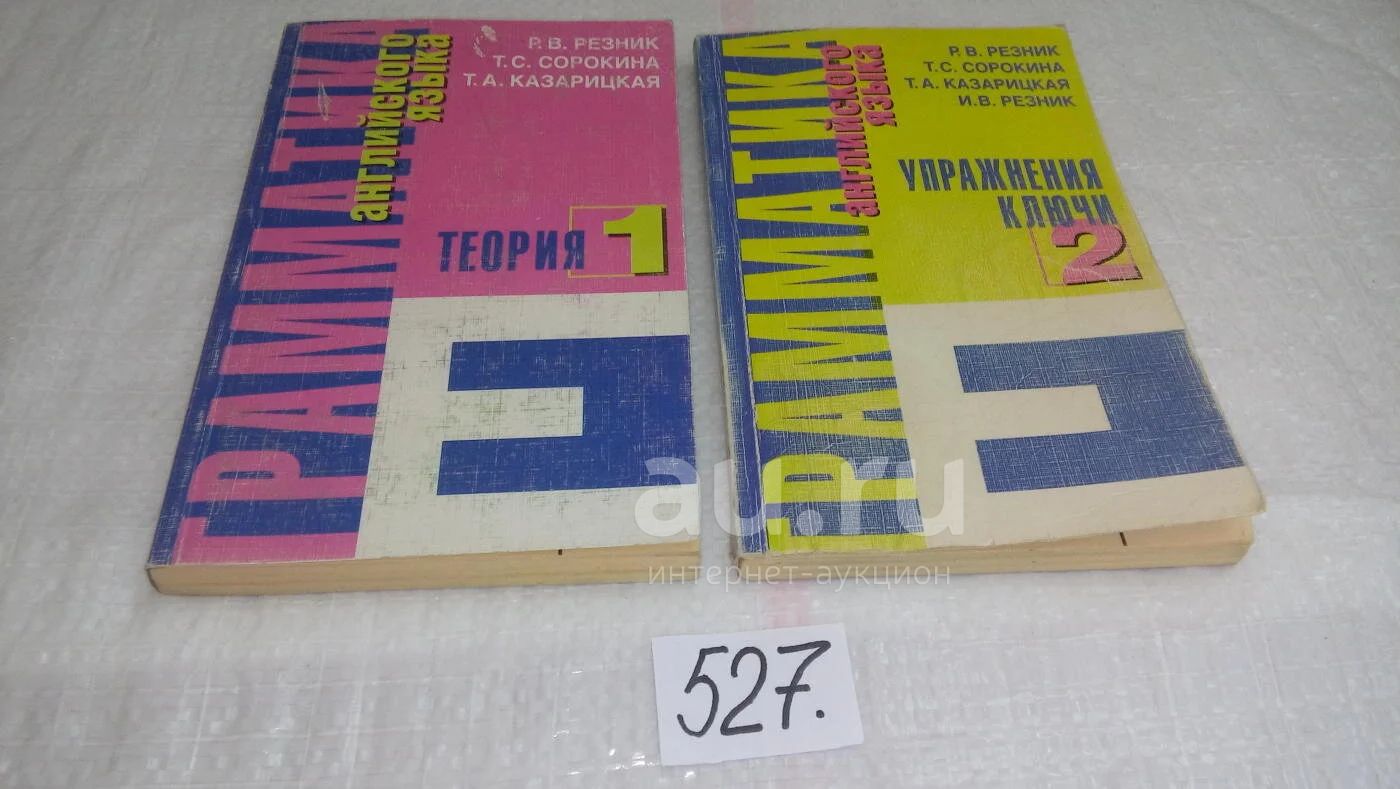 Р. В. РЕЗНИК
Т. С. СОРОКИНА
Т. А. КАЗАРИЦКАЯ
ГРАММАТИКА
английского
языка
ТЕОРИЯ 1
Р. В. РЕЗНИК
Т. С. СОРОКИНА
Т. А. КАЗАРИЦКАЯ
И. В. РЕЗНИК
ГРАММАТИКА
английского
языка
УПРАЖНЕНИЯ
КЛЮЧИ
2
au.ru
интернет-аукцион
527.